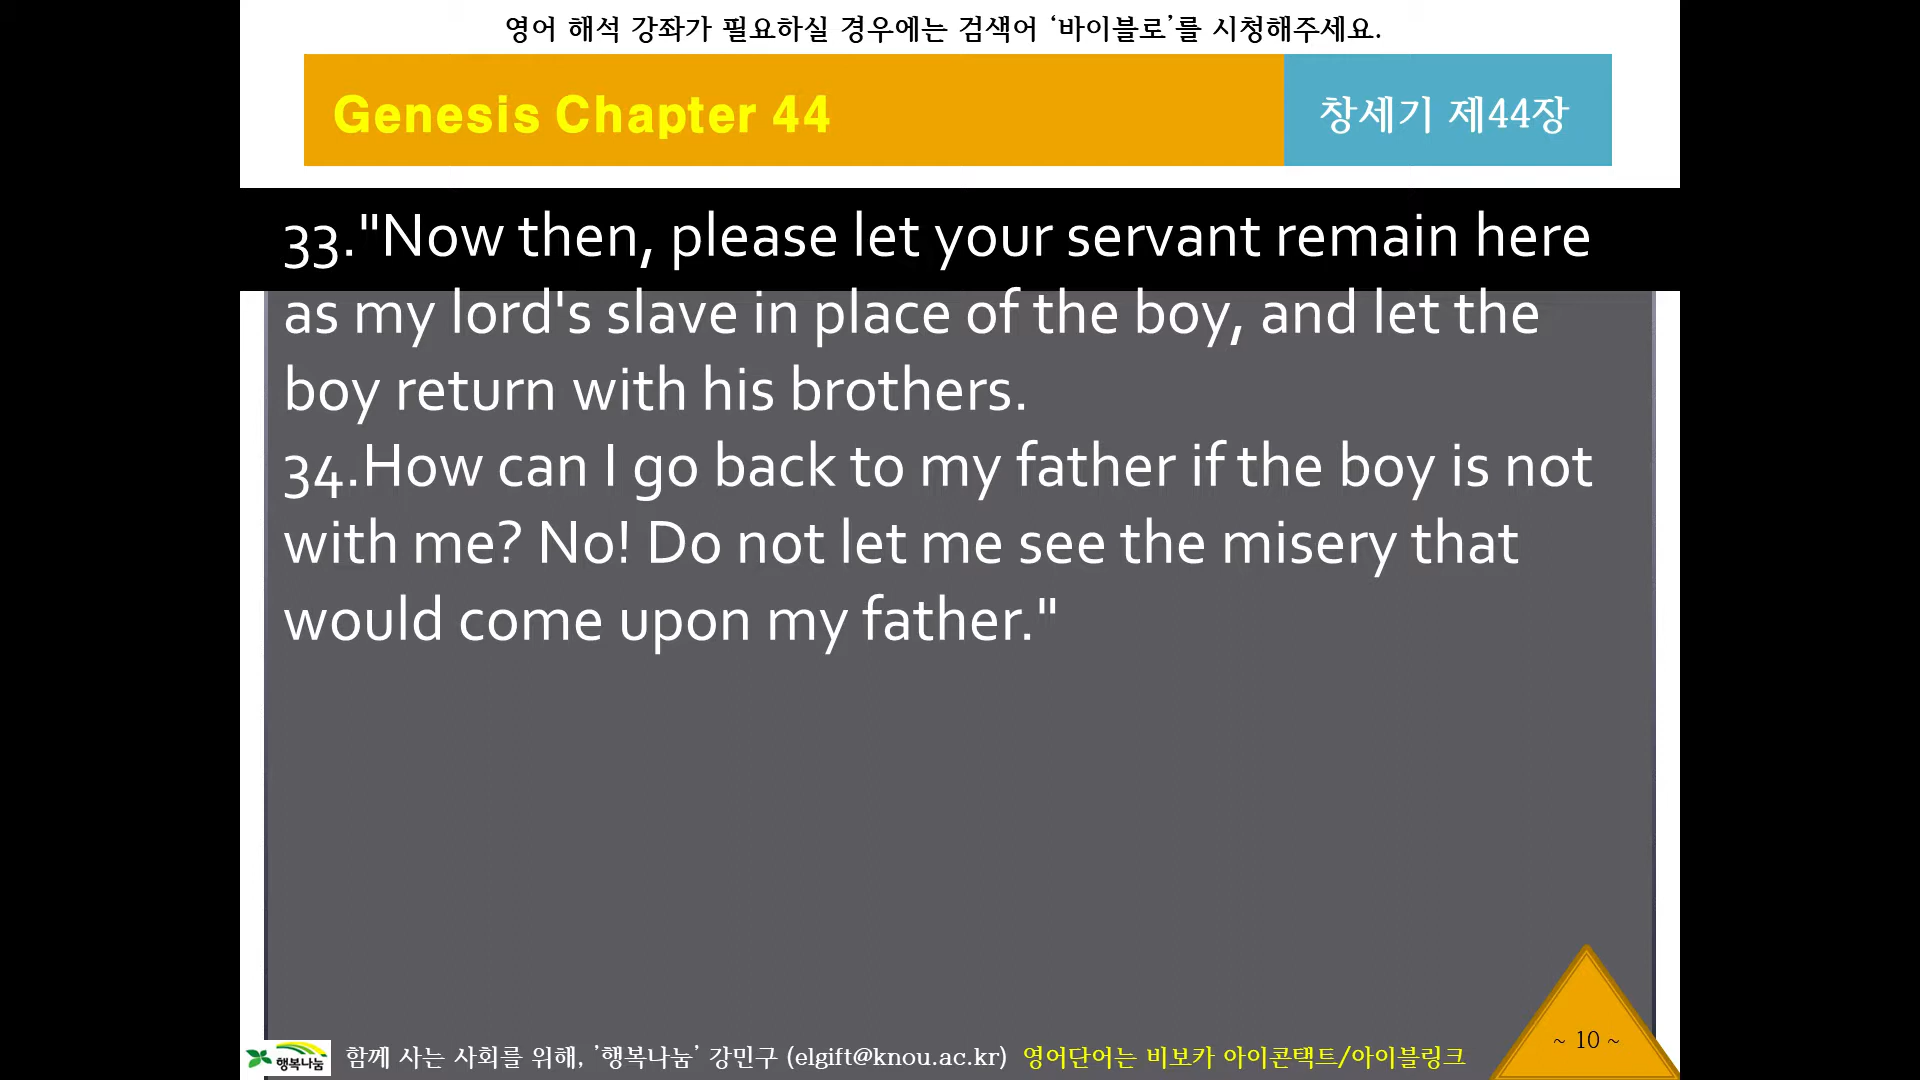 영어 해석 강좌가 필요하실 경우에는 검색어 ‘바이블로’를 시청해주세요.
Genesis Chapter 44
창세기 제44장
33."Now then, please let your servant remain here
as my lord's slave in place of the boy, and let the
boy return with his brothers.
34.How can I go back to my father if the boy is not
with me? No! Do not let me see the misery that
would come upon my father."
~ 10 ~
행복나눔 함께 사는 사회를 위해, ’행복나눔’ 강민구 (elgift@knou.ac.kr) 영어단어는 비보카 아이콘택트/아이블링크